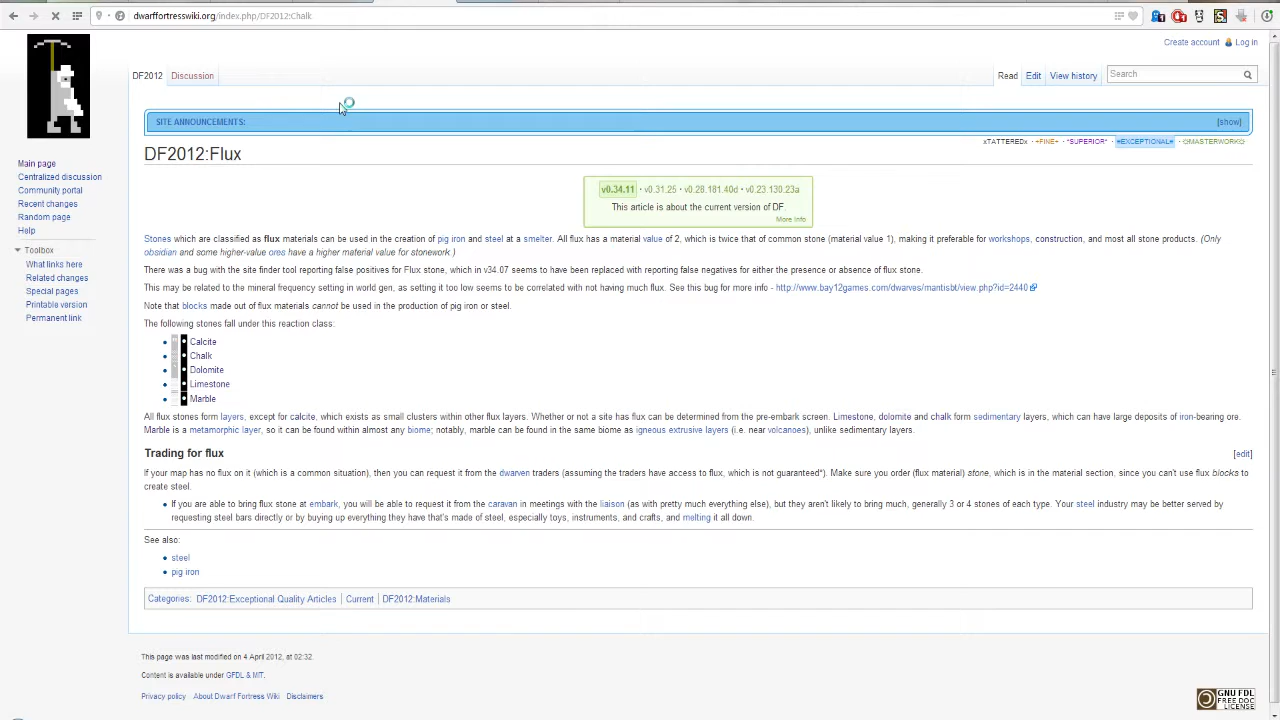 dwarffortresswiki.org/index.php/DF2012:Chalk
Create account Log in
DF2012 Discussion Read Edit View history Search
SITE ANNOUNCEMENTS: [show]
xTATTEREDx · +FINE+ · *SUPERIOR* · ≡EXCEPTIONAL≡ · ☼MASTERWORK☼
DF2012:Flux
v0.34.11 · v0.31.25 · v0.28.181.40d · v0.23.130.23a
This article is about the current version of DF.
More Info
Main page
Centralized discussion
Community portal
Recent changes
Random page
Help
Toolbox
What links here
Related changes
Special pages
Printable version
Permanent link
Stones which are classified as flux materials can be used in the creation of pig iron and steel at a smelter. All flux has a material value of 2, which is twice that of common stone (material value 1), making it preferable for workshops, construction, and most all stone products. (Only
obsidian and some higher-value ores have a higher material value for stonework.)
There was a bug with the site finder tool reporting false positives for Flux stone, which in v34.07 seems to have been replaced with reporting false negatives for either the presence or absence of flux stone.
This may be related to the mineral frequency setting in world gen, as setting it too low seems to be correlated with not having much flux. See this bug for more info - http://www.bay12games.com/dwarves/mantisbt/view.php?id=2440
Note that blocks made out of flux materials cannot be used in the production of pig iron or steel.
The following stones fall under this reaction class:
Calcite
Chalk
Dolomite
Limestone
Marble
All flux stones form layers, except for calcite, which exists as small clusters within other flux layers. Whether or not a site has flux can be determined from the pre-embark screen. Limestone, dolomite and chalk form sedimentary layers, which can have large deposits of iron-bearing ore.
Marble is a metamorphic layer, so it can be found within almost any biome; notably, marble can be found in the same biome as igneous extrusive layers (i.e. near volcanoes), unlike sedimentary layers.
Trading for flux [edit]
If your map has no flux on it (which is a common situation), then you can request it from the dwarven traders (assuming the traders have access to flux, which is not guaranteed*). Make sure you order (flux material) stone, which is in the material section, since you can't use flux blocks to
create steel.
If you are able to bring flux stone at embark, you will be able to request it from the caravan in meetings with the liaison (as with pretty much everything else), but they aren't likely to bring much, generally 3 or 4 stones of each type. Your steel industry may be better served by
requesting steel bars directly or by buying up everything they have that's made of steel, especially toys, instruments, and crafts, and melting it all down.
See also:
steel
pig iron
Categories: DF2012:Exceptional Quality Articles | Current | DF2012:Materials
This page was last modified on 4 April 2012, at 02:32.
Content is available under GFDL & MIT.
Privacy policy About Dwarf Fortress Wiki Disclaimers
GNU FDL
FREE DOC
LICENSE